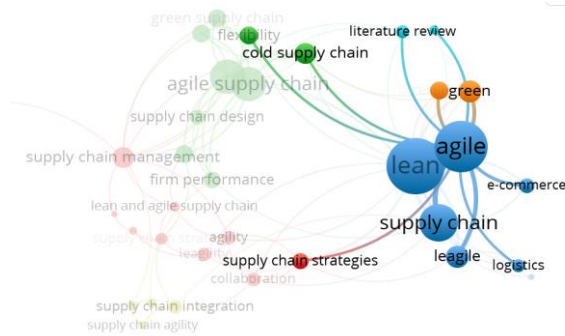 green supply chain
flexibility
literature review
cold supply chain
agile supply chain
green
supply chain design
agile
supply chain management
lean
firm performance
e-commerce
lean and agile supply chain
supply chain
agility
leagile
supply chain strategies
logistics
collaboration
supply chain integration
supply chain agility